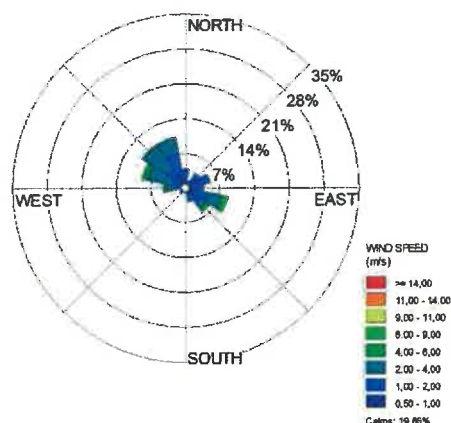 NORTH
35%
28%
21%
14%
7%
WEST
EAST
SOUTH
WIND SPEED
(m/s)
>= 14,00
11,00 - 14,00
9,00 - 11,00
6,00 - 9,00
4,00 - 6,00
2,00 - 4,00
1,00 - 2,00
0,50 - 1,00